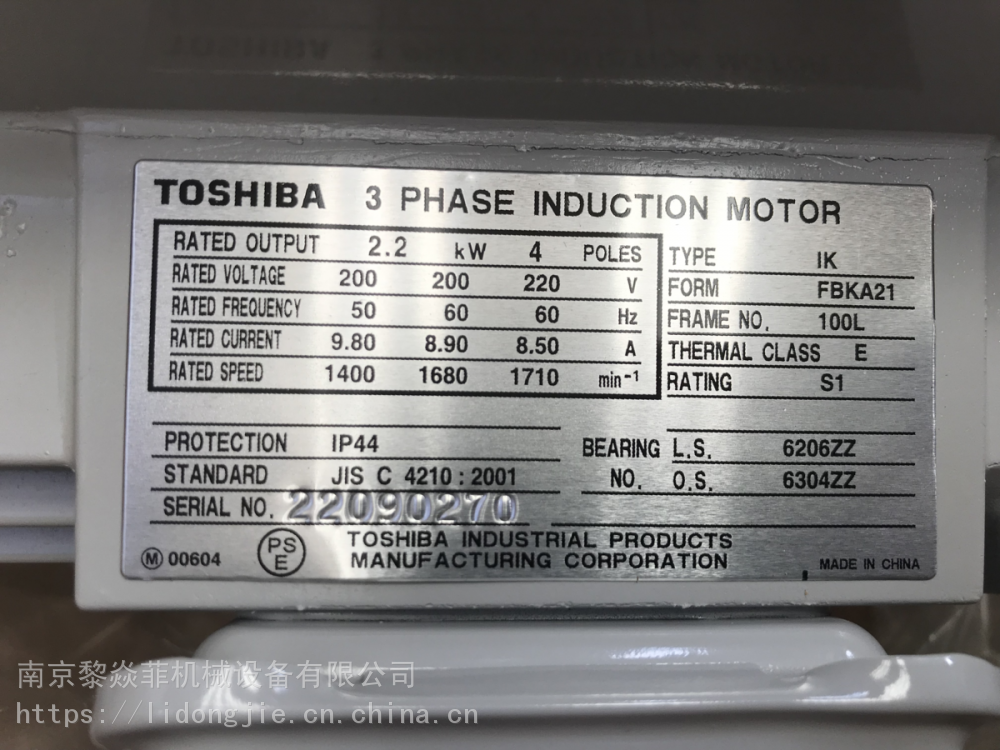 TOSHIBA 3 PHASE INDUCTION MOTOR
RATED OUTPUT 2.2 kW 4 POLES
RATED VOLTAGE 200 200 220 V
RATED FREQUENCY 50 60 60 Hz
RATED CURRENT 9.80 8.90 8.50 A
RATED SPEED 1400 1680 1710 min-1
TYPE IK
FORM FBKA21
FRAME NO. 100L
THERMAL CLASS E
RATING S1
PROTECTION IP44
STANDARD JIS C 4210:2001
SERIAL NO. 22090270
BEARING L.S. 6206ZZ
NO. O.S. 6304ZZ
M 00604
PS
E
TOSHIBA INDUSTRIAL PRODUCTS
MANUFACTURING CORPORATION
MADE IN CHINA
南京黎焱菲机械设备有限公司
https://lidongjie.cn.china.cn